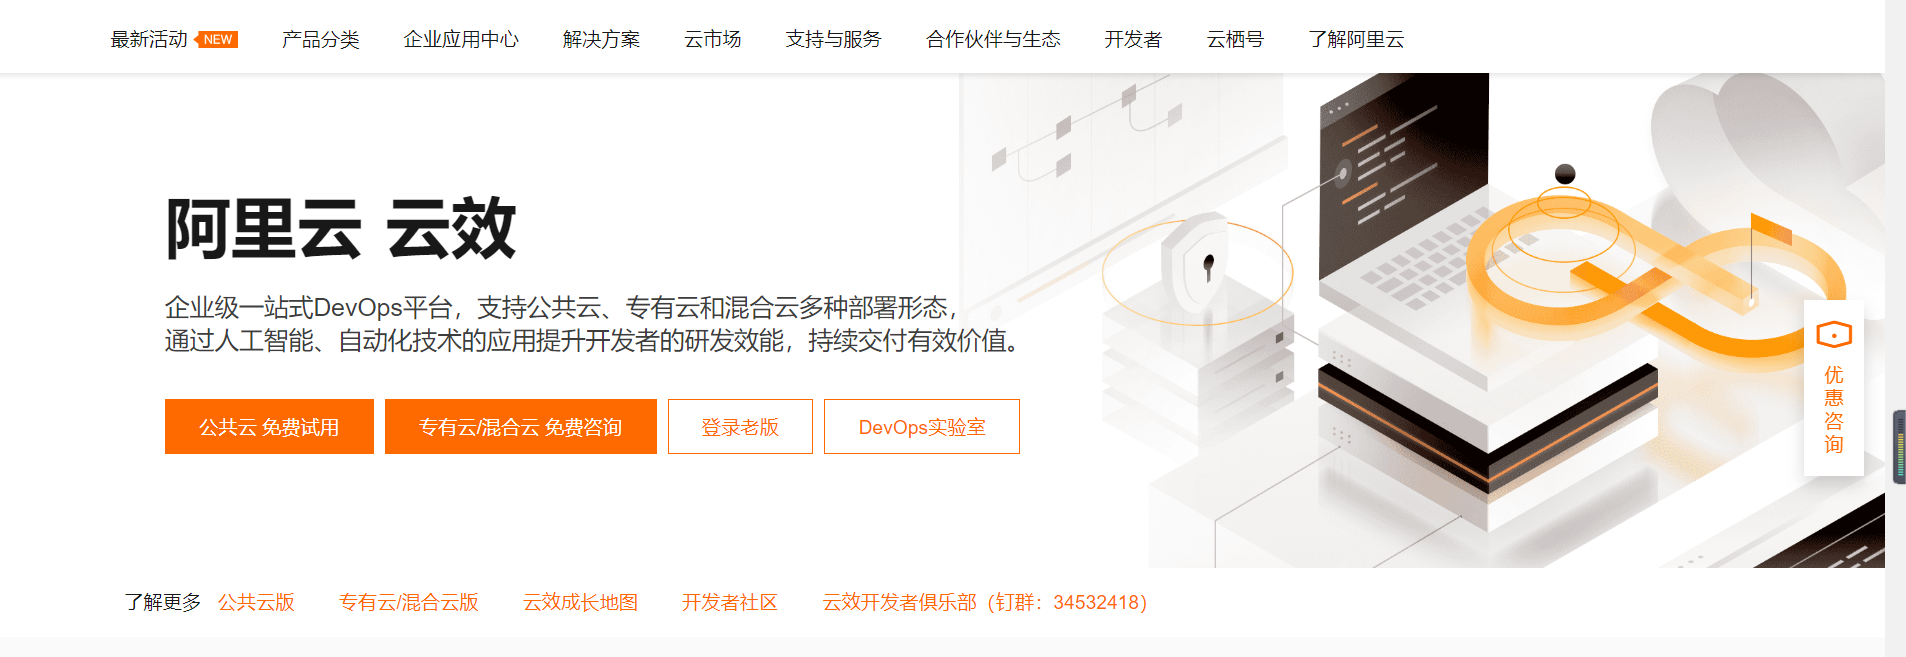 最新活动 NEW 产品分类 企业应用中心 解决方案 云市场 支持与服务 合作伙伴与生态 开发者 云栖号 了解阿里云
阿里云 云效
企业级一站式DevOps平台，支持公共云、专有云和混合云多种部署形态，
通过人工智能、自动化技术的应用提升开发者的研发效能，持续交付有效价值。
公共云 免费试用 专有云/混合云 免费咨询 登录老版 DevOps实验室
优惠咨询
了解更多 公共云版 专有云/混合云版 云效成长地图 开发者社区 云效开发者俱乐部（钉群：34532418）